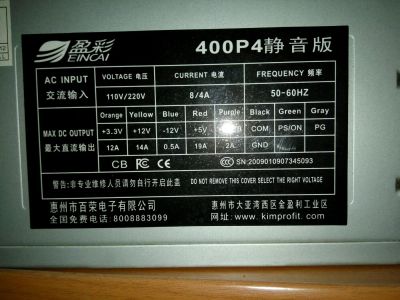 盈彩 400P4静音版
EINCAI
AC INPUT VOLTAGE 电压 CURRENT 电流 FREQUENCY 频率
交流输入 110V/220V 8/4A 50-60HZ
Orange Yellow Blue Red Purple Black Green Gray
MAX DC OUTPUT +3.3V +12V -12V +5V COM PS/ON PG
最大直流输出 12A 14A 0.5A 19A 2A GND
CB FC CE SN:2009010907345093
警告:非专业维修人员请勿自行开启此盖 DO NOT REMOVE THIS COVER SELECT THE RIGHT VOLTAGE
惠州市百荣电子有限公司 惠州市大亚湾西区金盈利工业区
全国免费电话:8008883099 www.kimprofit.com